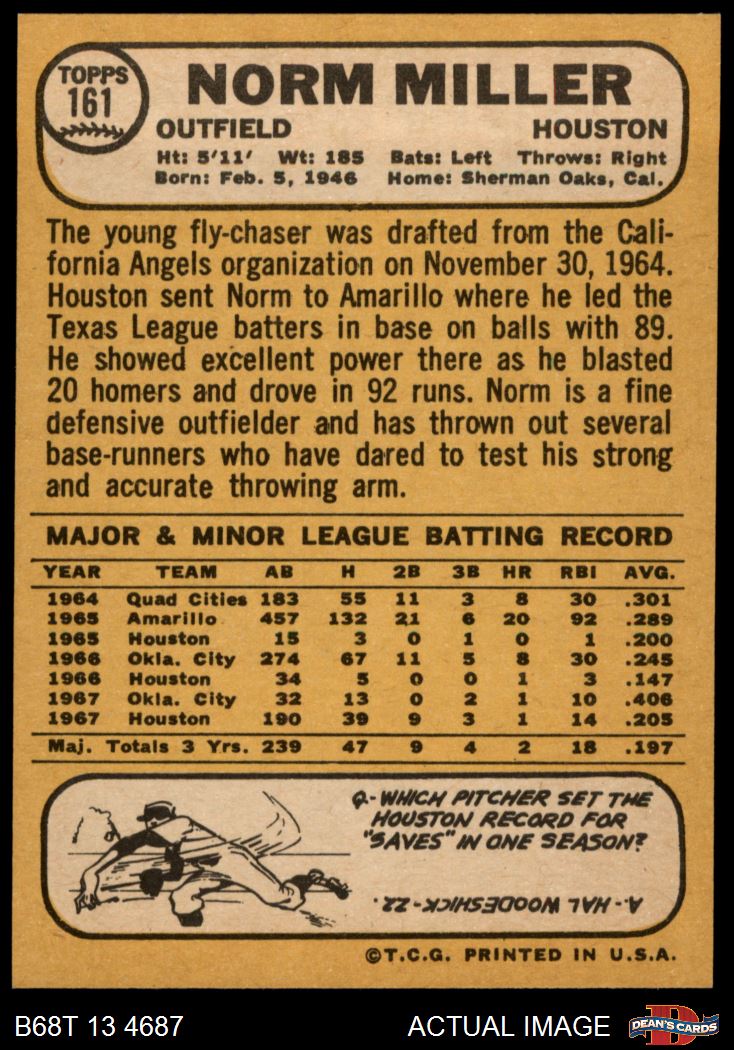 TOPPS
161
NORM MILLER
OUTFIELD HOUSTON
Ht: 5'11' Wt: 185 Bats: Left Throws: Right
Born: Feb. 5, 1946 Home: Sherman Oaks, Cal.
The young fly-chaser was drafted from the Cali-
fornia Angels organization on November 30, 1964.
Houston sent Norm to Amarillo where he led the
Texas League batters in base on balls with 89.
He showed excellent power there as he blasted
20 homers and drove in 92 runs. Norm is a fine
defensive outfielder and has thrown out several
base-runners who have dared to test his strong
and accurate throwing arm.
MAJOR & MINOR LEAGUE BATTING RECORD
YEAR TEAM AB H 2B 3B HR RBI AVG.
1964 Quad Cities 183 55 11 3 8 30 .301
1965 Amarillo 457 132 21 6 20 92 .289
1965 Houston 15 3 0 1 0 1 .200
1966 Okla. City 274 67 11 5 8 30 .245
1966 Houston 34 5 0 0 1 3 .147
1967 Okla. City 32 13 0 2 1 10 .406
1967 Houston 190 39 9 3 1 14 .205
Maj. Totals 3 Yrs. 239 47 9 4 2 18 .197
Q-WHICH PITCHER SET THE
HOUSTON RECORD FOR
"SAVES" IN ONE SEASON?
A-HAL WOODESHICK-22.
©T.C.G. PRINTED IN U.S.A.
B68T 13 4687 ACTUAL IMAGE
D
DEAN'S CARDS